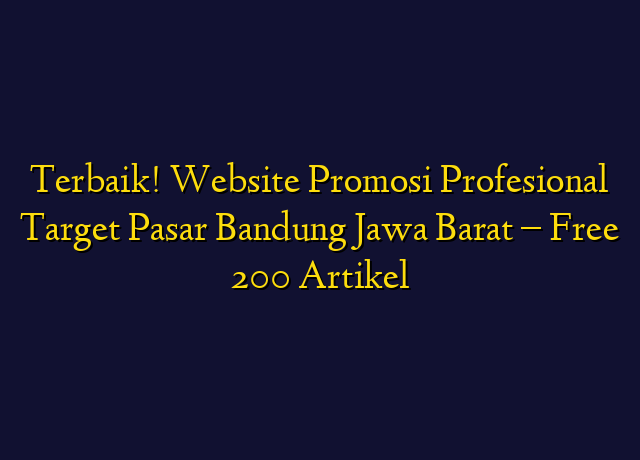 Terbaik! Website Promosi Profesional
Target Pasar Bandung Jawa Barat – Free
200 Artikel